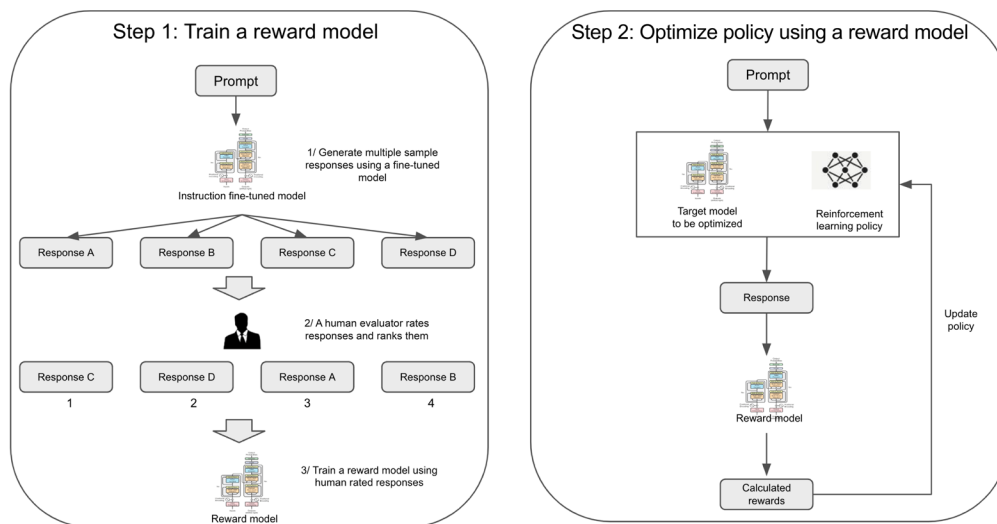 Step 1: Train a reward model
Prompt
1/ Generate multiple sample
responses using a fine-tuned
model
Instruction fine-tuned model
Response A
Response B
Response C
Response D
2/ A human evaluator rates
responses and ranks them
Response C
Response D
Response A
Response B
1
2
3
4
3/ Train a reward model using
human rated responses
Reward model
Step 2: Optimize policy using a reward model
Prompt
Target model
to be optimized
Reinforcement
learning policy
Response
Update
policy
Reward model
Calculated
rewards